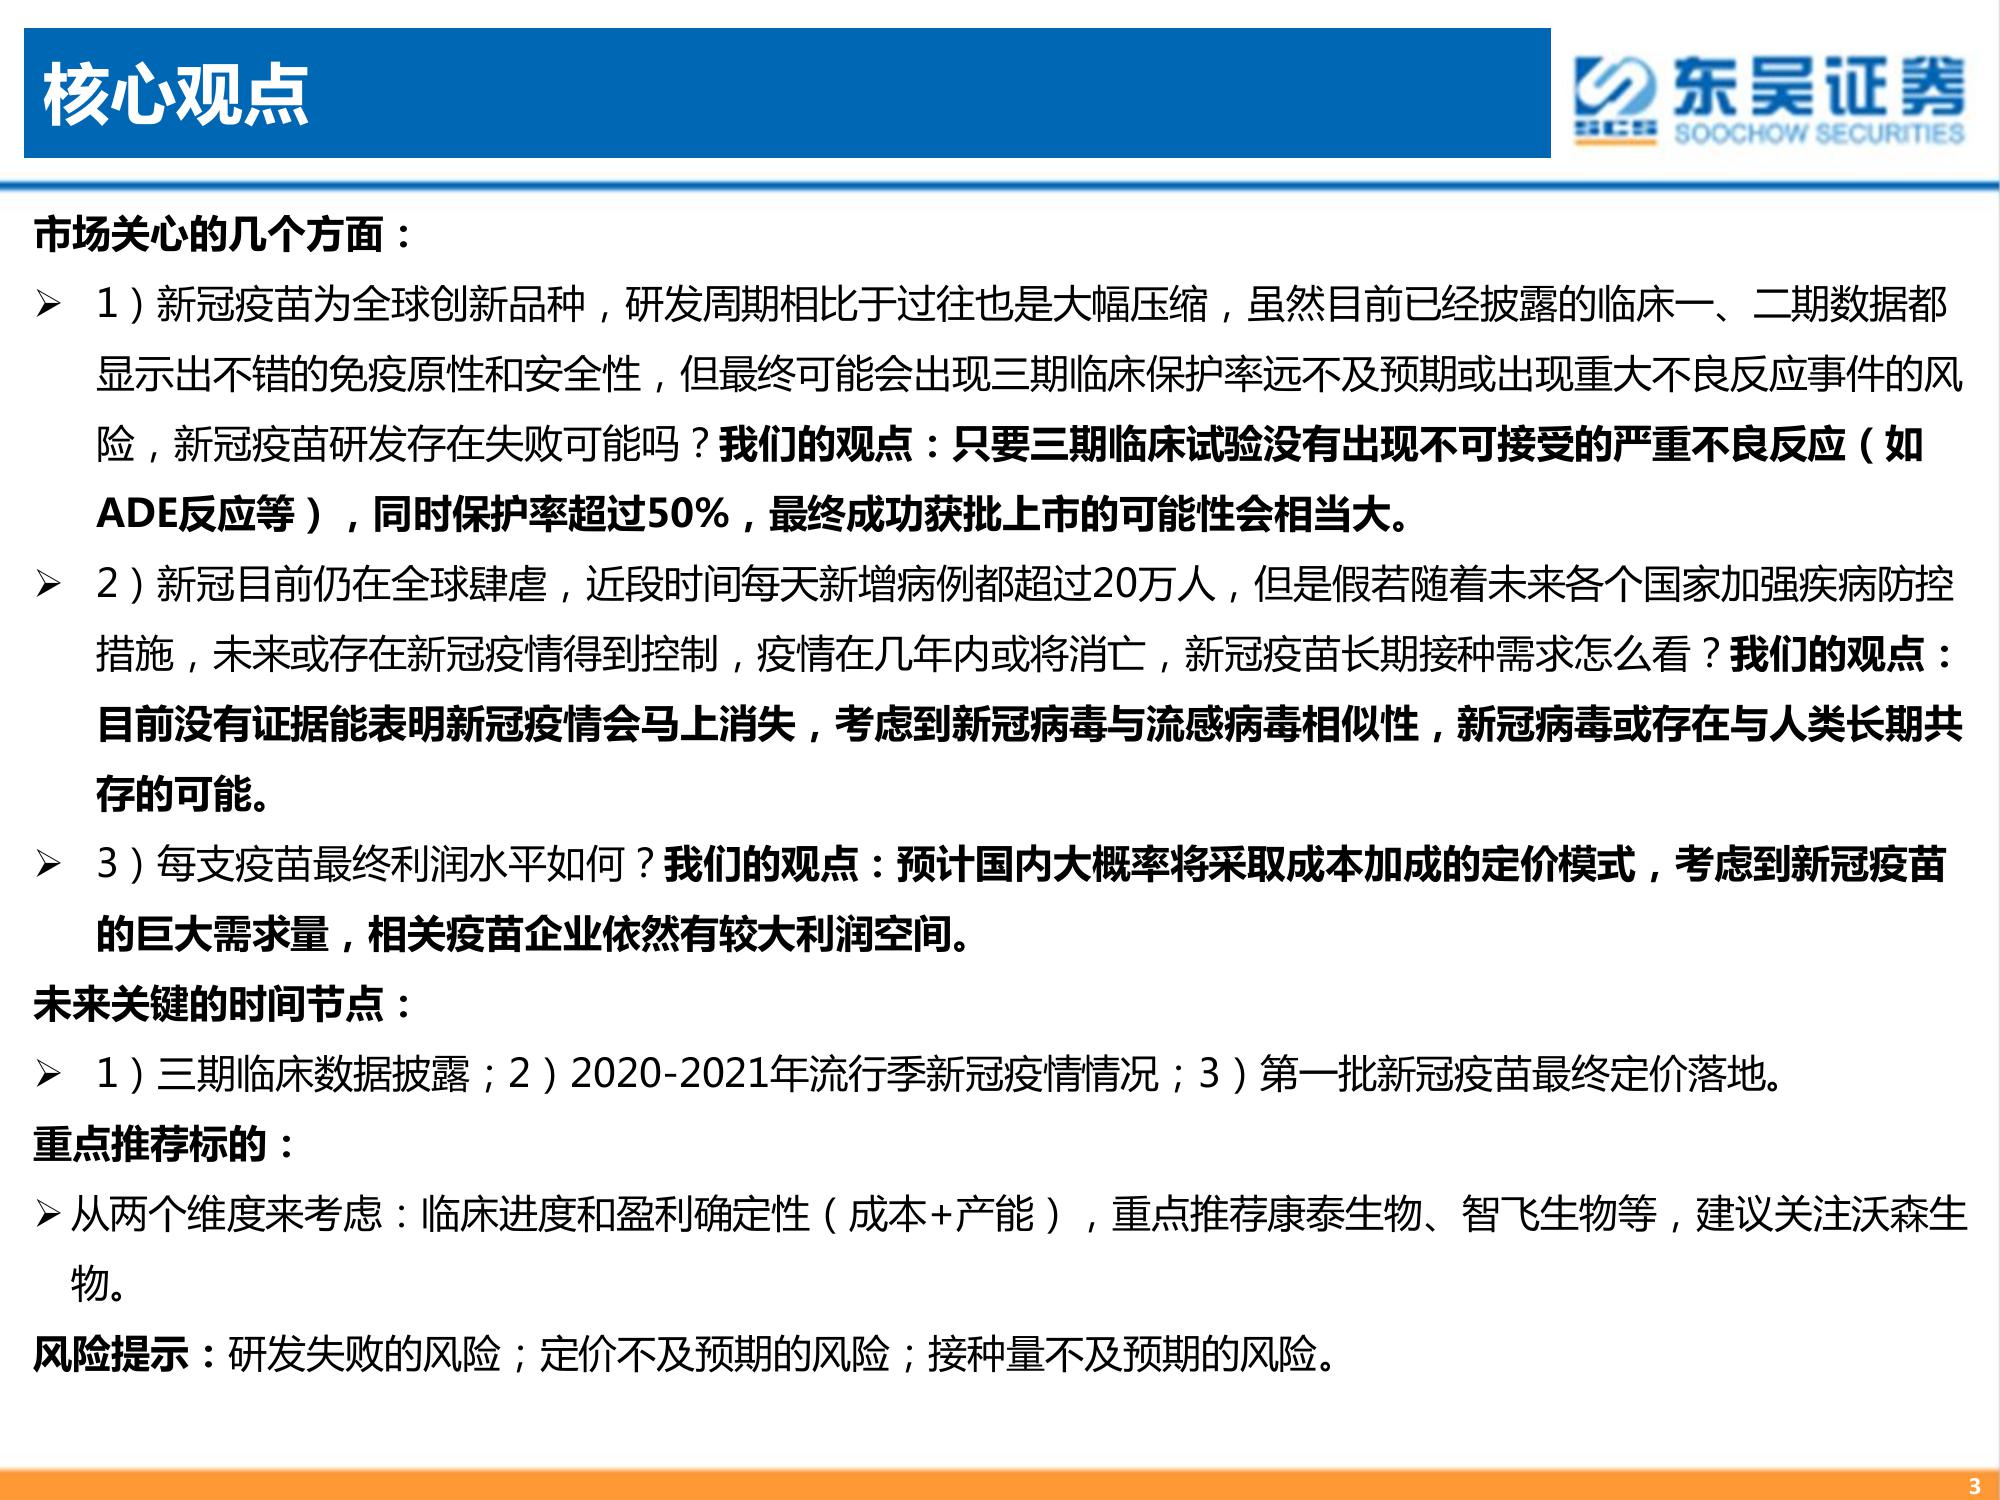 核心观点
东吴证券
SCS
SOOCHOW SECURITIES
市场关心的几个方面：
➢ 1）新冠疫苗为全球创新品种，研发周期相比于过往也是大幅压缩，虽然目前已经披露的临床一、二期数据都
显示出不错的免疫原性和安全性，但最终可能会出现三期临床保护率远不及预期或出现重大不良反应事件的风
险，新冠疫苗研发存在失败可能吗？我们的观点：只要三期临床试验没有出现不可接受的严重不良反应（如
ADE反应等），同时保护率超过50%，最终成功获批上市的可能性会相当大。
➢ 2）新冠目前仍在全球肆虐，近段时间每天新增病例都超过20万人，但是假若随着未来各个国家加强疾病防控
措施，未来或存在新冠疫情得到控制，疫情在几年内或将消亡，新冠疫苗长期接种需求怎么看？我们的观点：
目前没有证据能表明新冠疫情会马上消失，考虑到新冠病毒与流感病毒相似性，新冠病毒或存在与人类长期共
存的可能。
➢ 3）每支疫苗最终利润水平如何？我们的观点：预计国内大概率将采取成本加成的定价模式，考虑到新冠疫苗
的巨大需求量，相关疫苗企业依然有较大利润空间。
未来关键的时间节点：
➢ 1）三期临床数据披露；2）2020-2021年流行季新冠疫情情况；3）第一批新冠疫苗最终定价落地。
重点推荐标的：
➢ 从两个维度来考虑：临床进度和盈利确定性（成本+产能），重点推荐康泰生物、智飞生物等，建议关注沃森生
物。
风险提示：研发失败的风险；定价不及预期的风险；接种量不及预期的风险。
3